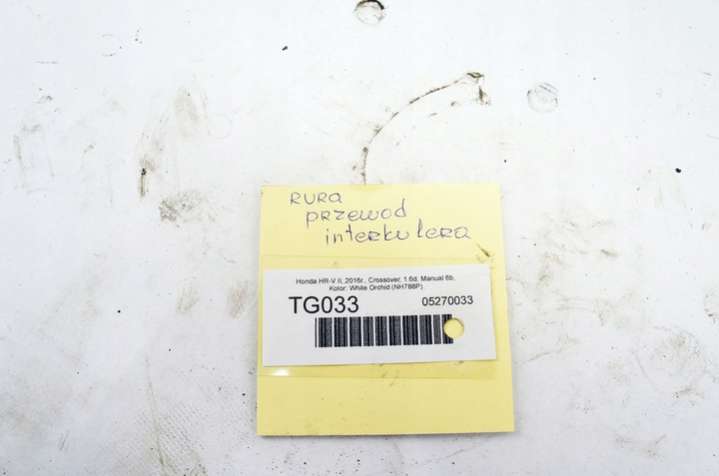 RURA
przewod
interkulera
Honda HR-V II, 2016r., Crossover, 1.6d, Manual 6b,
Kolor: White Orchid (NH788P)
TG033 05270033